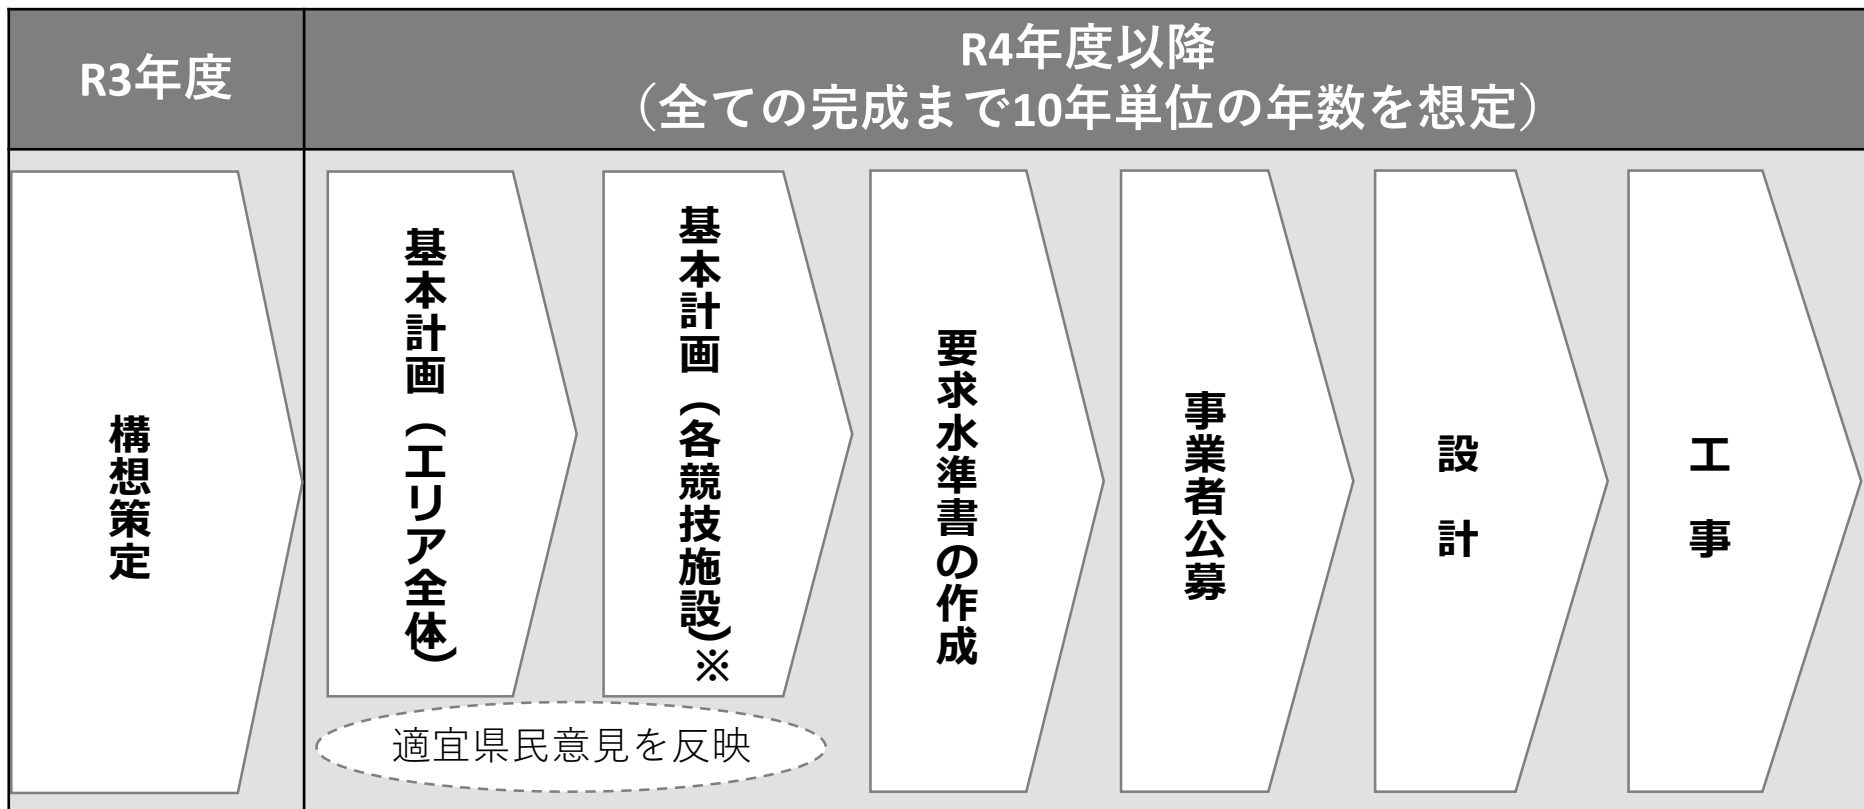 R3年度
R4年度以降
（全ての完成まで10年単位の年数を想定）
構想策定
基本計画（エリア全体）
基本計画（各競技施設）※
適宜県民意見を反映
要求水準書の作成
事業者公募
設計
工事